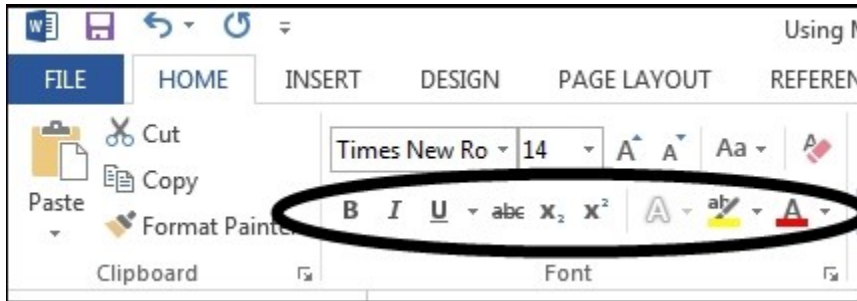 Using M
FILE HOME INSERT DESIGN PAGE LAYOUT REFEREN
Cut
Times New Ro 14 A A Aa
Copy
Paste
B I U abc X₂ X² A ab A
Format Painter
Clipboard Font